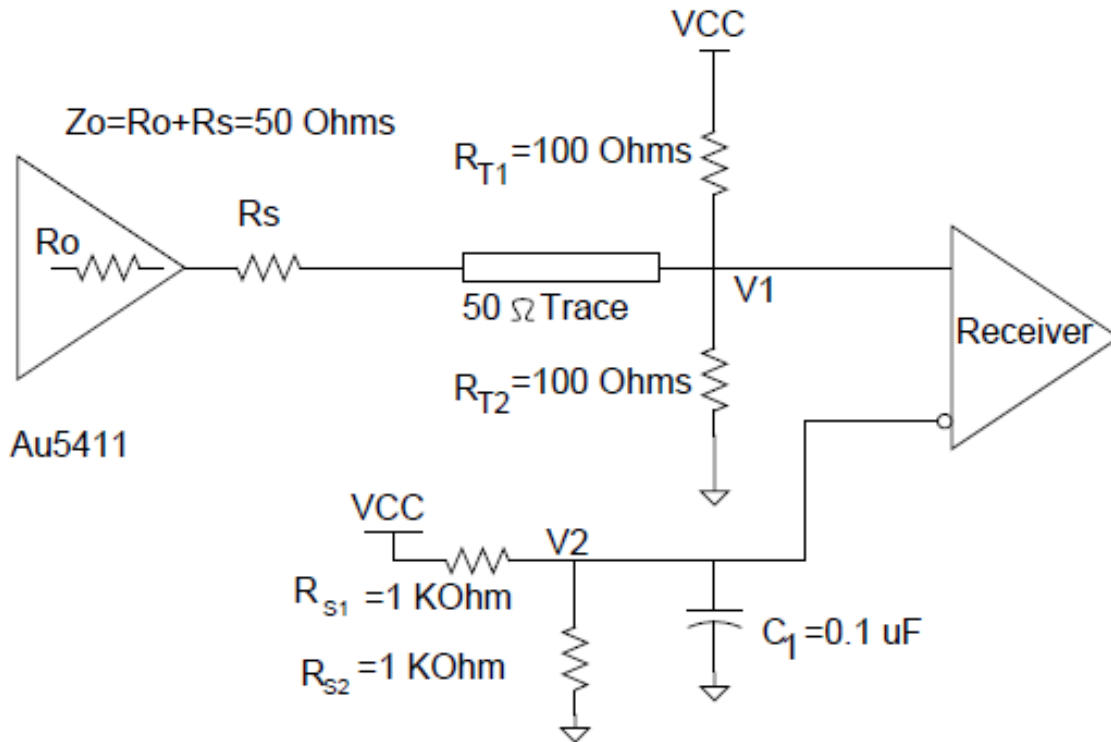 VCC
Zo=Ro+Rs=50 Ohms
RT1=100 Ohms
Rs
Ro
V1
50 Ω Trace
Receiver
RT2=100 Ohms
Au5411
VCC
V2
RS1=1 KOhm
C1=0.1 uF
RS2=1 KOhm